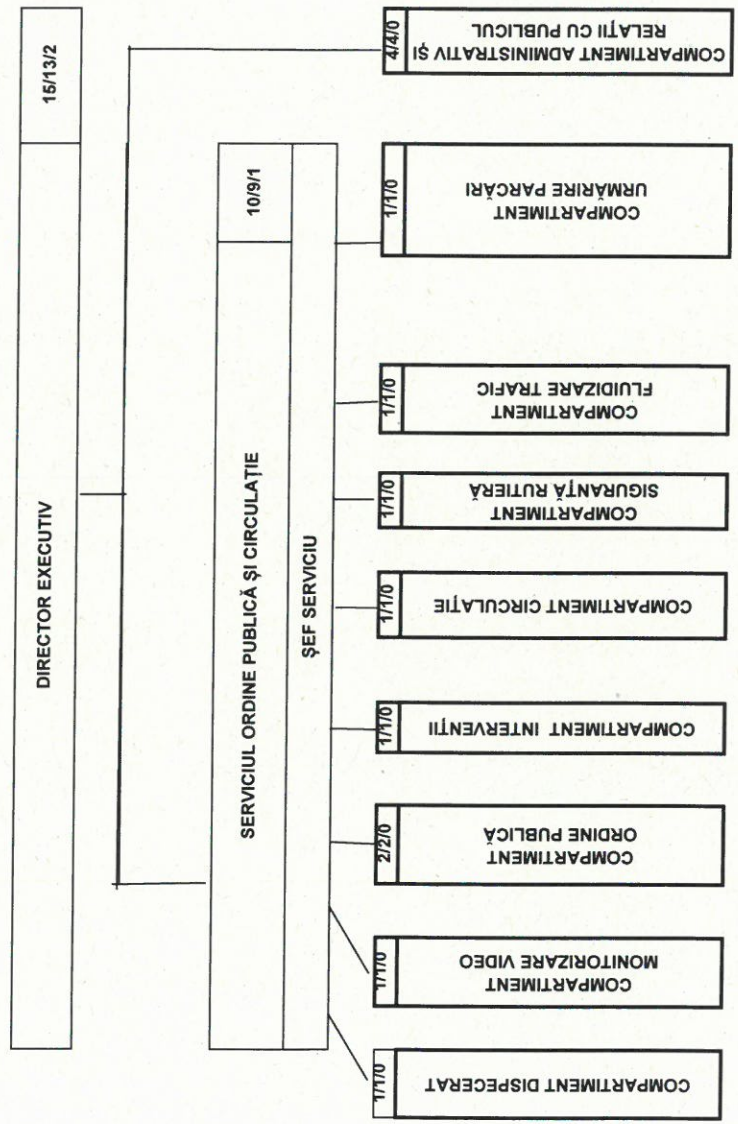 DIRECTOR EXECUTIV
15/13/2
SERVICIUL ORDINE PUBLICĂ ȘI CIRCULAȚIE
10/9/1
ȘEF SERVICIU
1/1/0
COMPARTIMENT DISPECERAT
1/1/0
COMPARTIMENT
MONITORIZARE VIDEO
2/2/0
COMPARTIMENT
ORDINE PUBLICĂ
1/1/0
COMPARTIMENT INTERVENȚII
1/1/0
COMPARTIMENT CIRCULAȚIE
1/1/0
COMPARTIMENT
SIGURANȚĂ RUTIERĂ
1/1/0
COMPARTIMENT
FLUIDIZARE TRAFIC
1/1/0
COMPARTIMENT
URMĂRIRE PARCĂRI
4/4/0
COMPARTIMENT ADMINISTRATIV ȘI
RELAȚII CU PUBLICUL